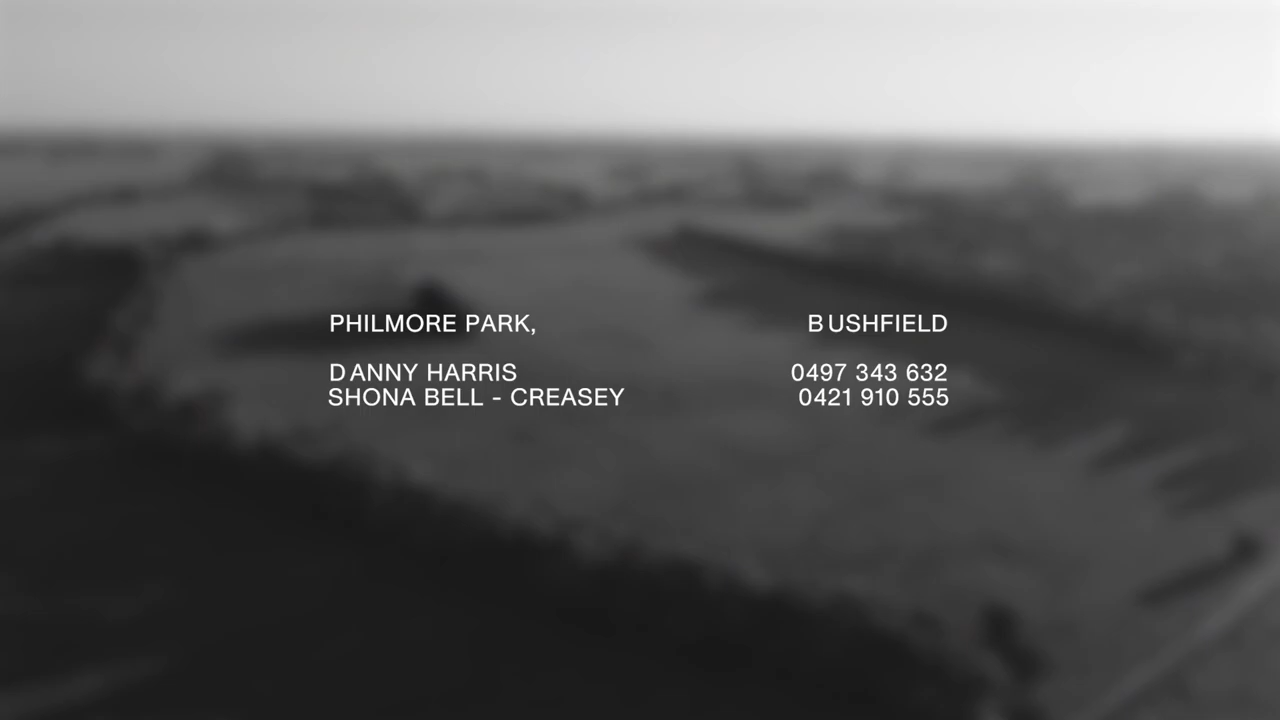 PHILMORE PARK, BUSHFIELD
DANNY HARRIS 0497 343 632
SHONA BELL - CREASEY 0421 910 555